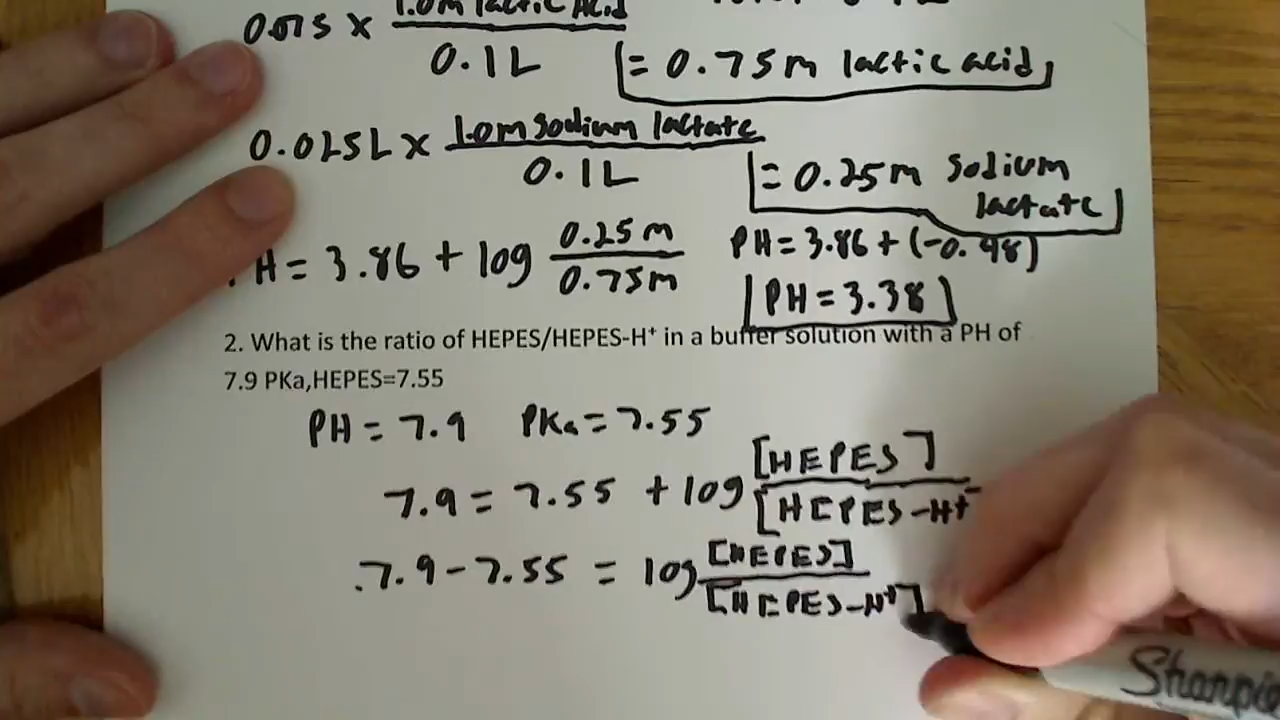 0.075 x 1.0m lactic Acid
0.1L
= 0.75m lactic acid
0.025L x 1.0m sodium lactate
0.1L
= 0.25m sodium
lactate
H = 3.86 + log 0.25m
0.75m
PH = 3.86 + (-0.48)
PH = 3.38
2. What is the ratio of HEPES/HEPES-H⁺ in a buffer solution with a PH of
7.9 PKa,HEPES=7.55
PH = 7.9 PKa = 7.55
7.9 = 7.55 + log [HEPES]
[HEPES-H+
7.9 - 7.55 = log [HEPES]
[HEPES-H+]
Sharpie